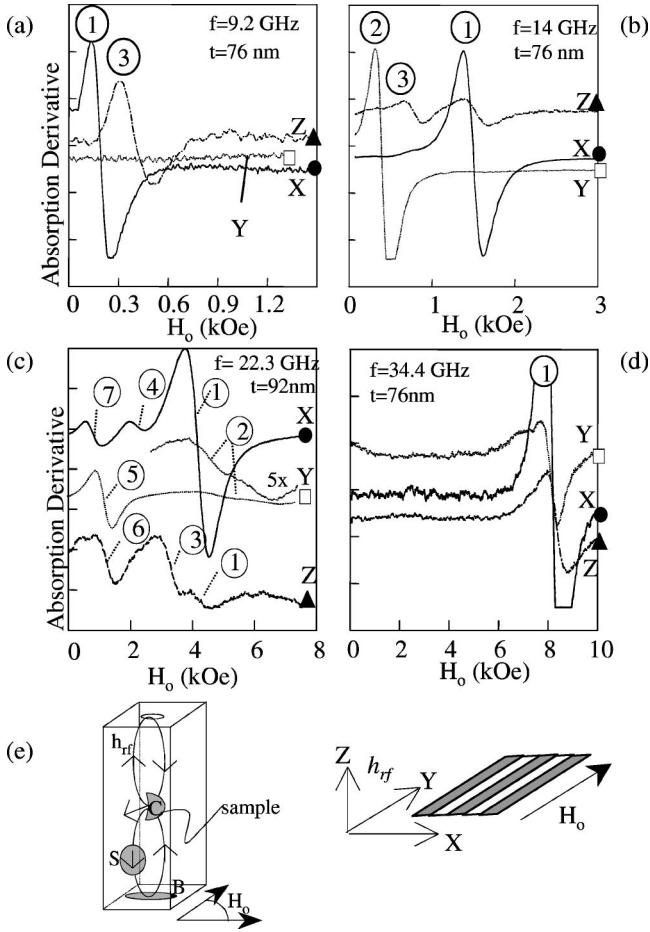 (a)
① ③
f=9.2 GHz
t=76 nm
Z
X
Y
Absorption Derivative
0 0.3 0.6 0.9 1.2
Hₒ (kOe)
(b)
② ① ③
f=14 GHz
t=76 nm
Z
X
Y
1 2 3
Hₒ (kOe)
(c)
f= 22.3 GHz
t=92nm
⑦ ④ ① ②
X
5x
Y
⑤
⑥ ③ ①
Z
Absorption Derivative
0 2 4 6 8
Hₒ (kOe)
(d)
f=34.4 GHz
t=76nm
①
Y
X
Z
0 2 4 6 8 10
Hₒ (kOe)
(e)
h_rf
C
sample
S
B
Hₒ
Z
h_rf
Y
X
Hₒ